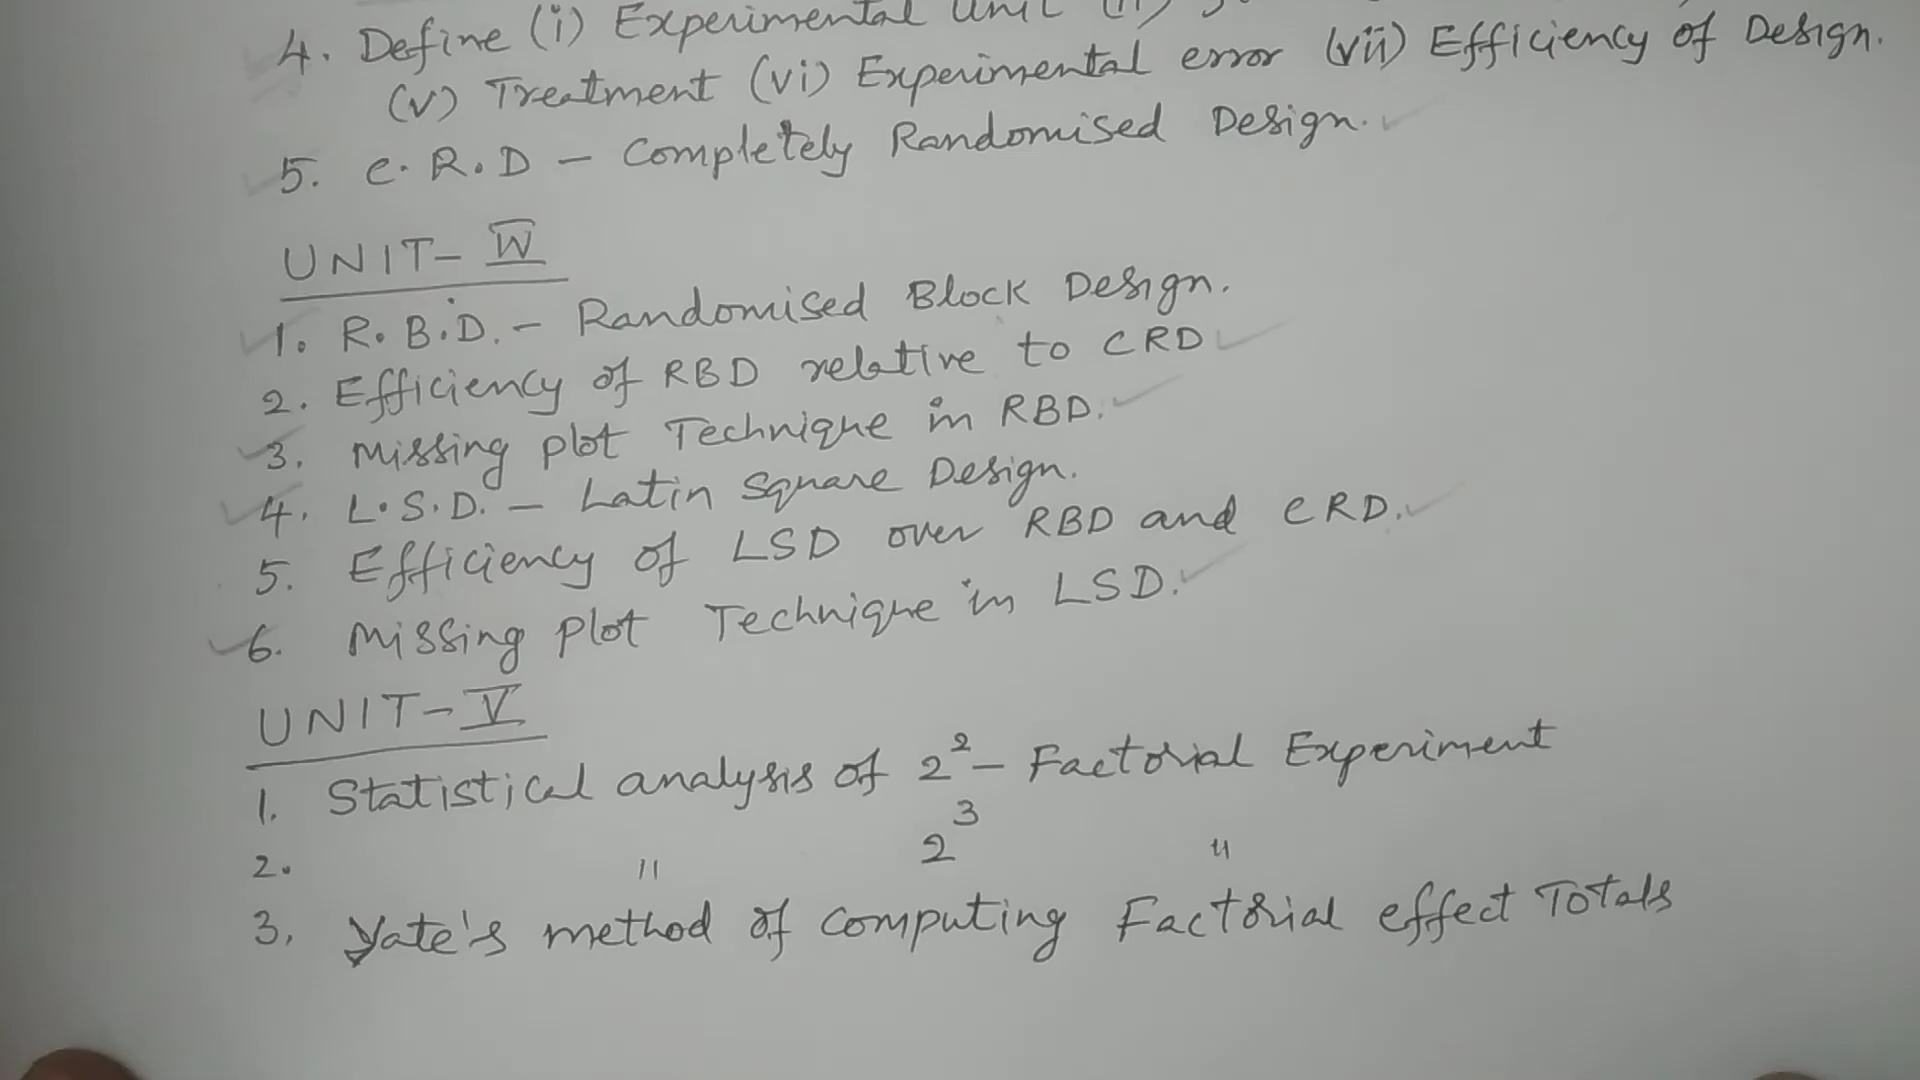 4. Define (i) Experimental Unit (ii)
(v) Treatment (vi) Experimental error (vii) Efficiency of Design.
5. C.R.D - Completely Randomised Design.
UNIT-IV
1. R.B.D. - Randomised Block Design.
2. Efficiency of RBD relative to CRD
3. Missing plot Technique in RBD.
4. L.S.D. - Latin Square Design.
5. Efficiency of LSD over RBD and CRD.
6. Missing Plot Technique in LSD.
UNIT-V
1. Statistical analysis of 2² - Factorial Experiment
2. " 2³ "
3. Yate's method of Computing Factorial effect Totals